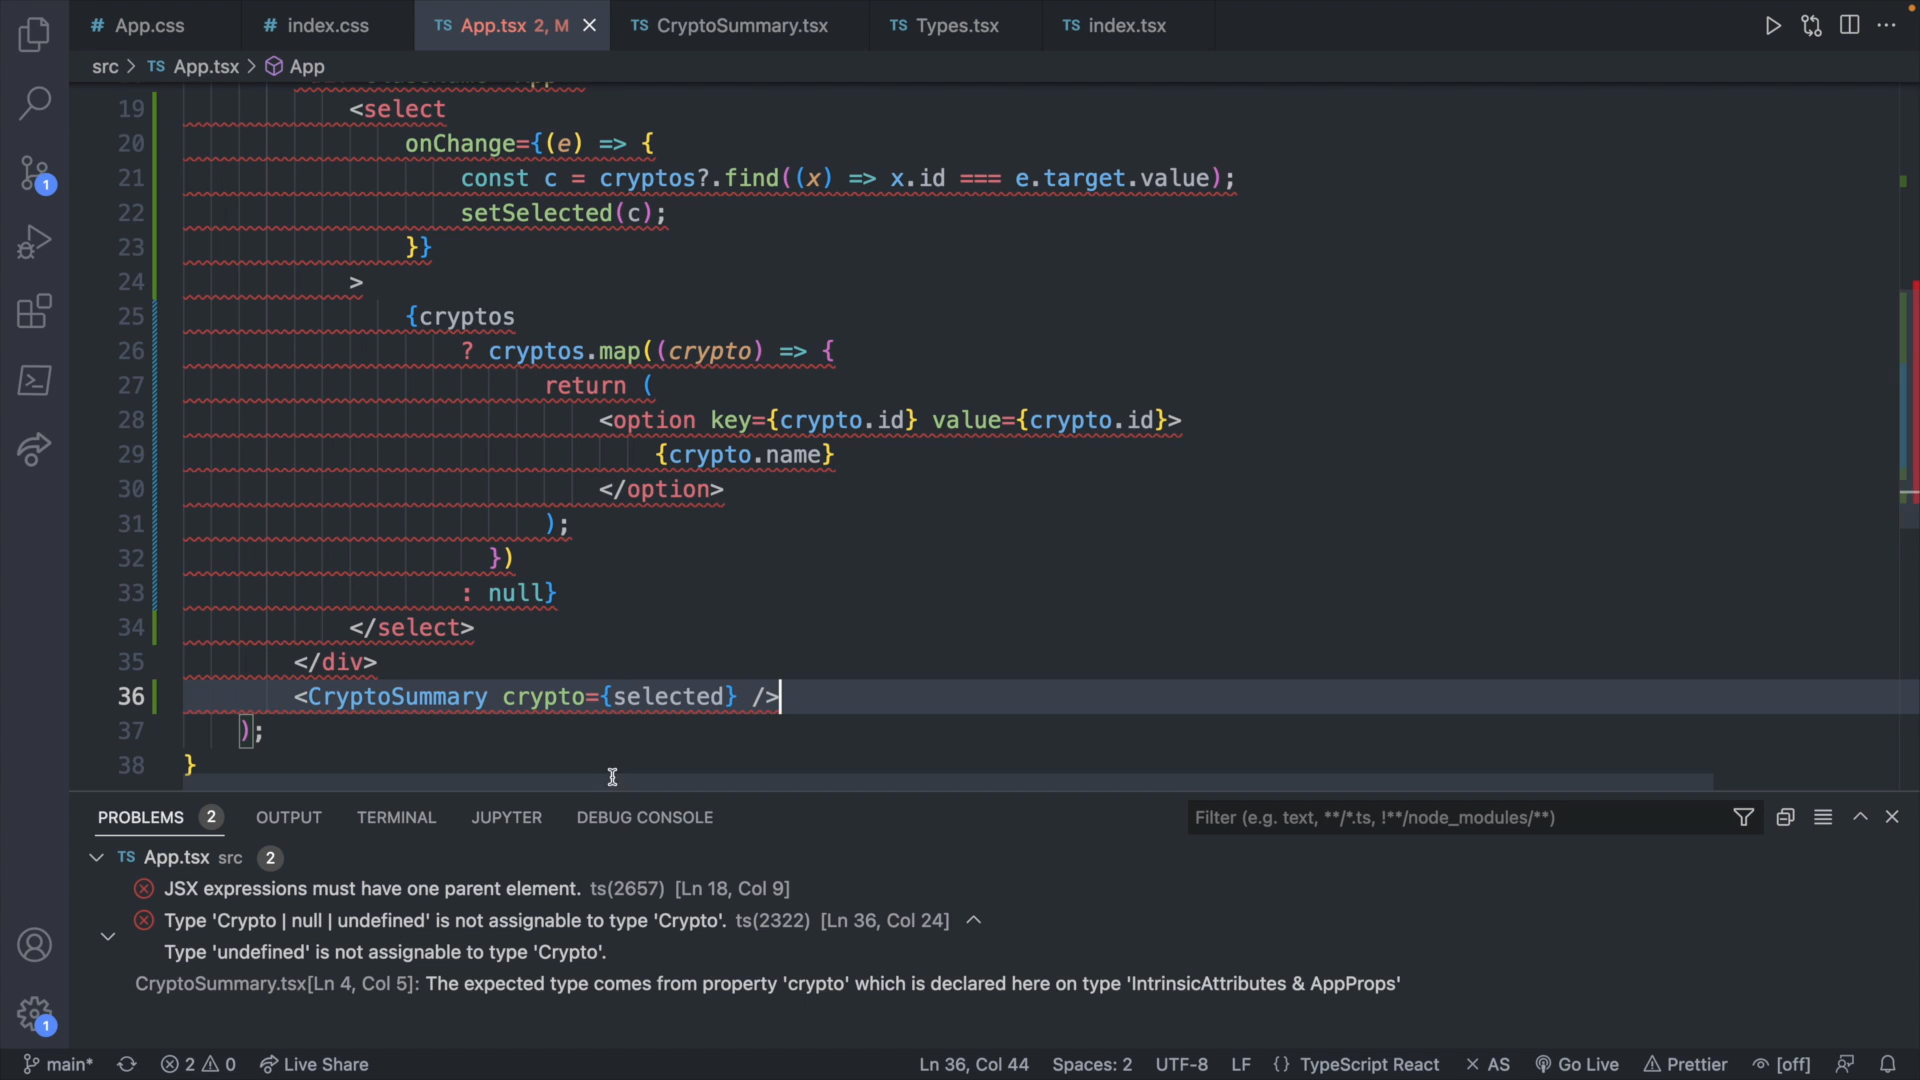 # App.css # index.css TS App.tsx 2, M TS CryptoSummary.tsx TS Types.tsx TS index.tsx
src > TS App.tsx > App
19 <select
20 onChange={(e) => {
21 const c = cryptos?.find((x) => x.id === e.target.value);
22 setSelected(c);
23 }}
24 >
25 {cryptos
26 ? cryptos.map((crypto) => {
27 return (
28 <option key={crypto.id} value={crypto.id}>
29 {crypto.name}
30 </option>
31 );
32 })
33 : null}
34 </select>
35 </div>
36 <CryptoSummary crypto={selected} />
37 );
38 }
PROBLEMS 2 OUTPUT TERMINAL JUPYTER DEBUG CONSOLE Filter (e.g. text, **/*.ts, !**/node_modules/**)
TS App.tsx src 2
JSX expressions must have one parent element. ts(2657) [Ln 18, Col 9]
Type 'Crypto | null | undefined' is not assignable to type 'Crypto'. ts(2322) [Ln 36, Col 24]
Type 'undefined' is not assignable to type 'Crypto'.
CryptoSummary.tsx[Ln 4, Col 5]: The expected type comes from property 'crypto' which is declared here on type 'IntrinsicAttributes & AppProps'
1
1
main* 2 0 Live Share Ln 36, Col 44 Spaces: 2 UTF-8 LF {} TypeScript React AS Go Live Prettier [off]